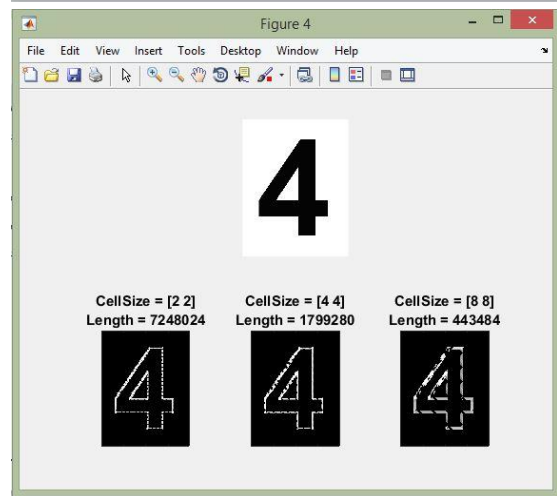 Figure 4
File Edit View Insert Tools Desktop Window Help
4
CellSize = [2 2]
Length = 7248024
CellSize = [4 4]
Length = 1799280
CellSize = [8 8]
Length = 443484
4 4 4